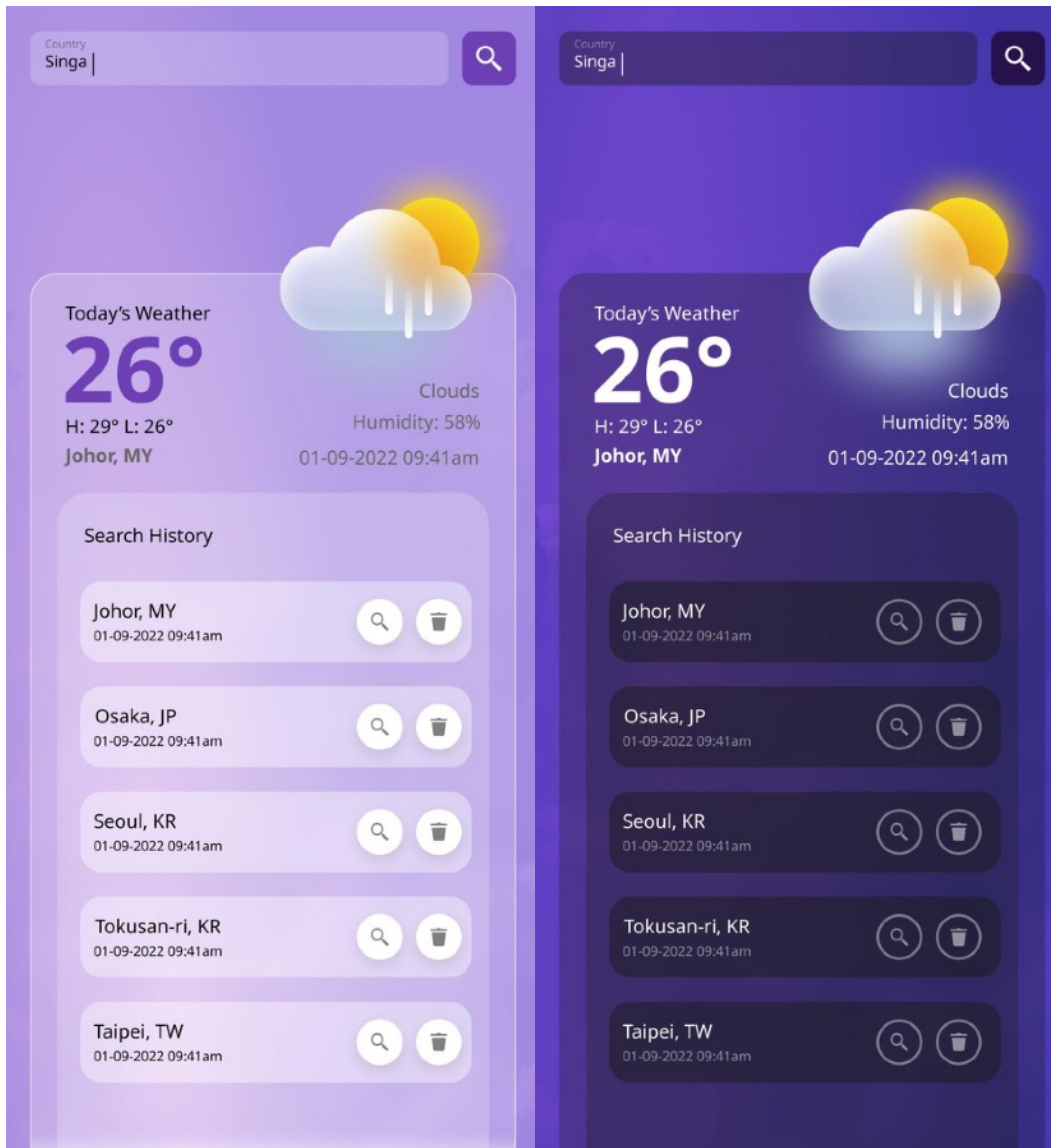 Country
Singa
Today's Weather
26°
H: 29° L: 26°
Johor, MY
Clouds
Humidity: 58%
01-09-2022 09:41am
Search History
Johor, MY
01-09-2022 09:41am
Osaka, JP
01-09-2022 09:41am
Seoul, KR
01-09-2022 09:41am
Tokusan-ri, KR
01-09-2022 09:41am
Taipei, TW
01-09-2022 09:41am
Country
Singa
Today's Weather
26°
H: 29° L: 26°
Johor, MY
Clouds
Humidity: 58%
01-09-2022 09:41am
Search History
Johor, MY
01-09-2022 09:41am
Osaka, JP
01-09-2022 09:41am
Seoul, KR
01-09-2022 09:41am
Tokusan-ri, KR
01-09-2022 09:41am
Taipei, TW
01-09-2022 09:41am